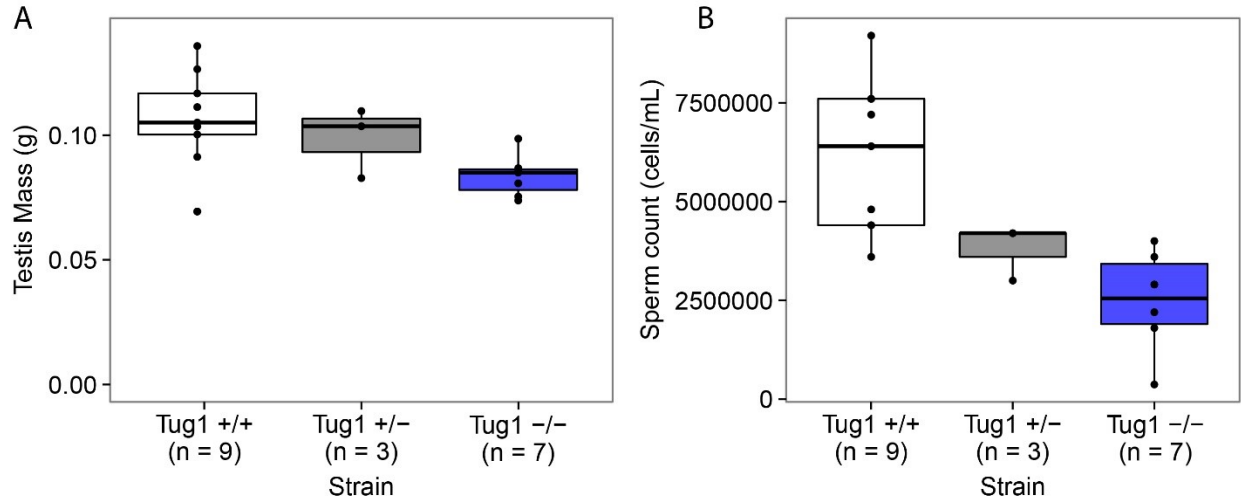 A
Testis Mass (g)
0.10
0.05
0.00
Tug1 +/+
(n = 9)
Tug1 +/−
(n = 3)
Tug1 −/−
(n = 7)
Strain
B
Sperm count (cells/mL)
7500000
5000000
2500000
0
Tug1 +/+
(n = 9)
Tug1 +/−
(n = 3)
Tug1 −/−
(n = 7)
Strain